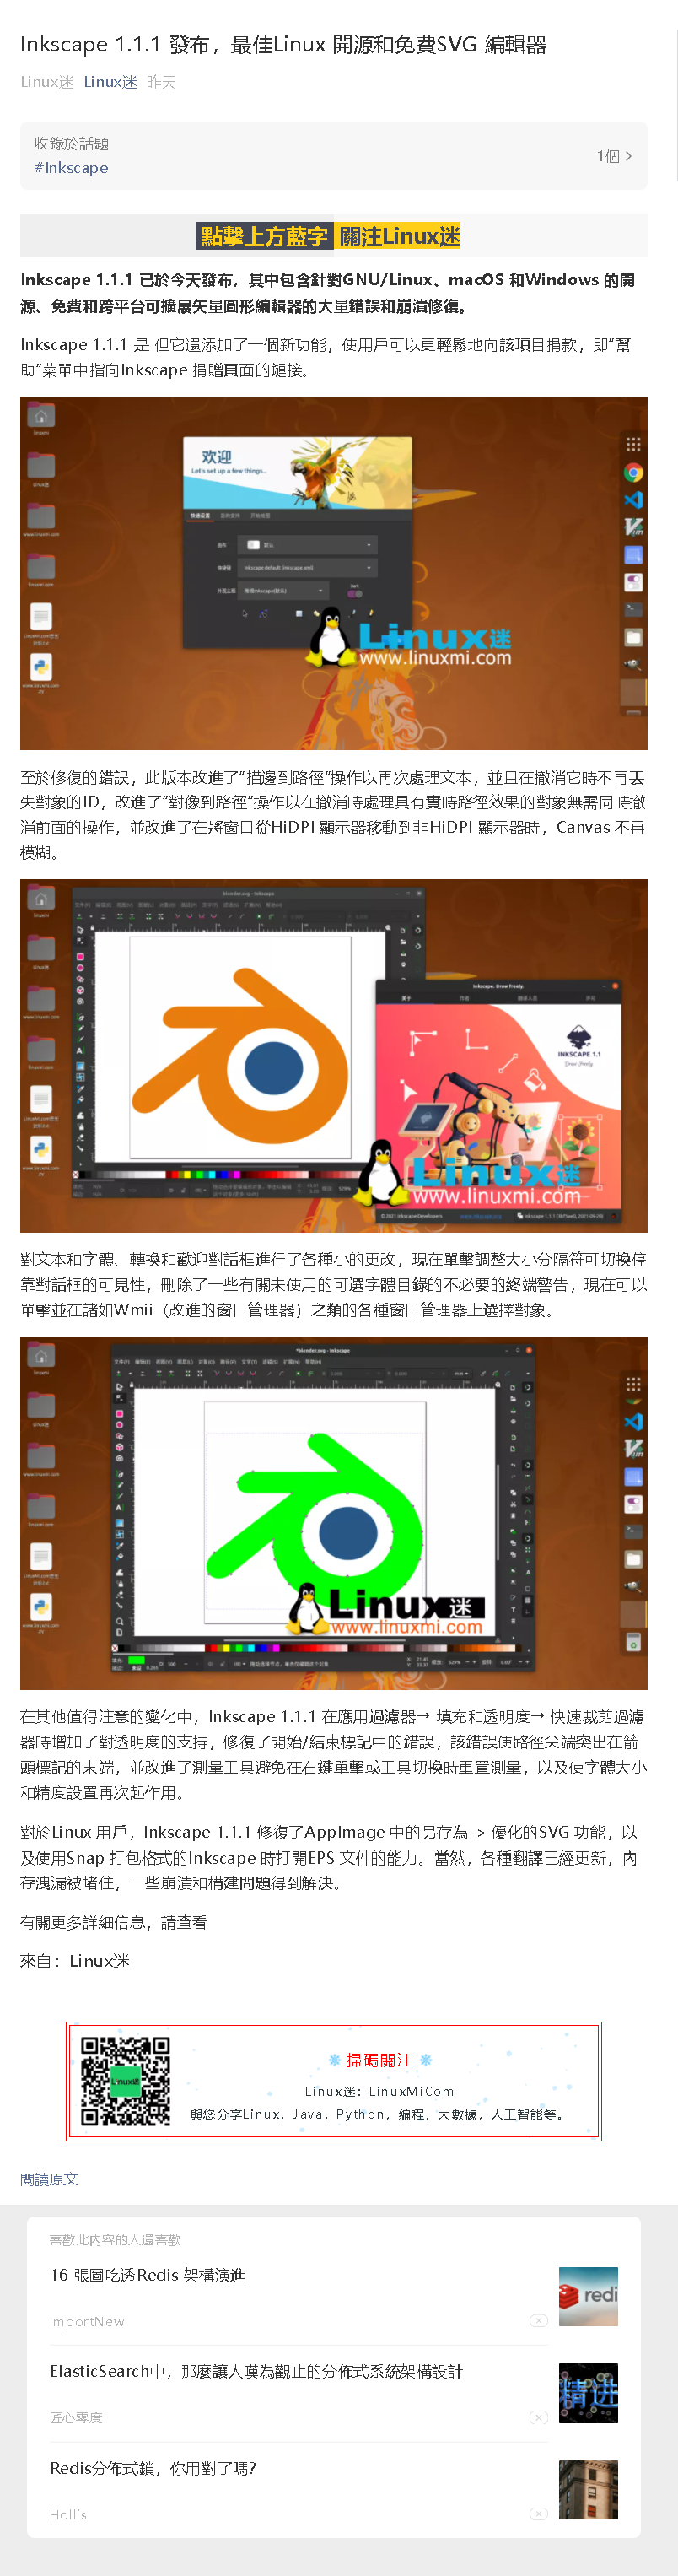 Inkscape 1.1.1 發布，最佳Linux 開源和免費SVG 編輯器
Linux迷 Linux迷 昨天
收錄於話題
#Inkscape
1個
點擊上方藍字 關注Linux迷
Inkscape 1.1.1 已於今天發布，其中包含針對GNU/Linux、macOS 和Windows 的開
源、免費和跨平台可擴展矢量圖形編輯器的大量錯誤和崩潰修復。
Inkscape 1.1.1 是 但它還添加了一個新功能，使用戶可以更輕鬆地向該項目捐款，即“幫
助”菜單中指向Inkscape 捐贈頁面的鏈接。
欢迎
Let's set up a few things...
快速设置
Linux迷
www.linuxmi.com
至於修復的錯誤，此版本改進了“描邊到路徑”操作以再次處理文本，並且在撤消它時不再丟
失對象的ID，改進了“對像到路徑”操作以在撤消時處理具有實時路徑效果的對象無需同時撤
消前面的操作，並改進了在將窗口從HiDPI 顯示器移動到非HiDPI 顯示器時，Canvas 不再
模糊。
blender.svg - Inkscape
Inkscape. Draw Freely.
INKSCAPE 1.1
Draw Freely
Linux迷
www.linuxmi.com
© 2021 Inkscape Developers
對文本和字體、轉換和歡迎對話框進行了各種小的更改，現在單擊調整大小分隔符可切換停
靠對話框的可見性，刪除了一些有關未使用的可選字體目錄的不必要的終端警告，現在可以
單擊並在諸如Wmii（改進的窗口管理器）之類的各種窗口管理器上選擇對象。
*blender.svg - Inkscape
Linux迷
www.linuxmi.com
在其他值得注意的變化中，Inkscape 1.1.1 在應用過濾器→ 填充和透明度→ 快速裁剪過濾
器時增加了對透明度的支持，修復了開始/結束標記中的錯誤，該錯誤使路徑尖端突出在箭
頭標記的末端，並改進了測量工具避免在右鍵單擊或工具切換時重置測量，以及使字體大小
和精度設置再次起作用。
對於Linux 用戶，Inkscape 1.1.1 修復了AppImage 中的另存為-> 優化的SVG 功能，以
及使用Snap 打包格式的Inkscape 時打開EPS 文件的能力。當然，各種翻譯已經更新，內
存洩漏被堵住，一些崩潰和構建問題得到解決。
有關更多詳細信息，請查看
來自：Linux迷
Linux迷
掃碼關注
Linux迷：LinuxMiCom
與您分享Linux，Java，Python，编程，大數據，人工智能等。
閱讀原文
喜歡此內容的人還喜歡
16 張圖吃透Redis 架構演進
ImportNew
redi
ElasticSearch中，那麼讓人嘆為觀止的分佈式系統架構設計
匠心零度
精进
Redis分佈式鎖，你用對了嗎?
Hollis